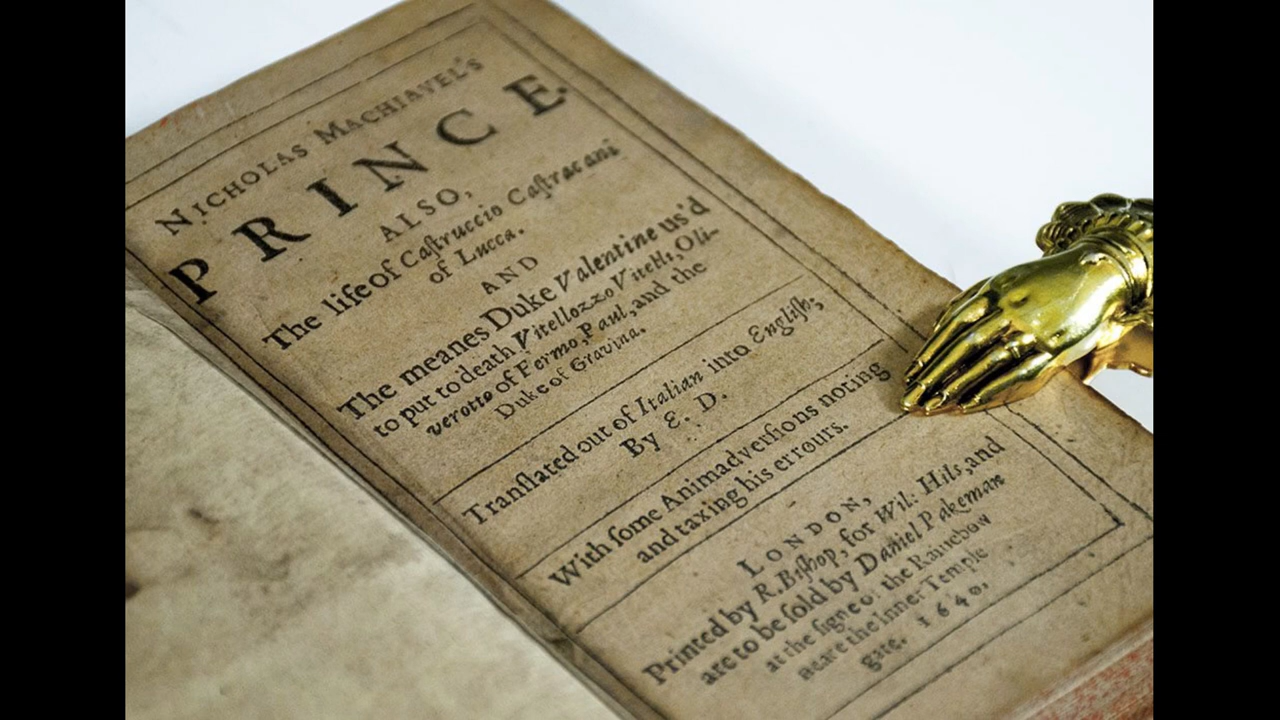 NICHOLAS MACHIAVEL'S
PRINCE.
ALSO,
The life of Caſtruccio Caſtracani
of Lucca.
AND
The meanes Duke Valentine us'd
to put to death Vitellozzo Vitelli, Oli-
verotto of Fermo, Paul, and the
Duke of Gravina.
Tranſlated out of Italian into Engliſh;
By E. D.
With ſome Animadverſions noting
and taxing his errours.
LONDON,
Printed by R. Biſhop, for Wil: Hils, and
are to be ſold by Daniel Pakeman
at the ſigne of the Rainebow
neare the Inner Temple
gate. 1640.